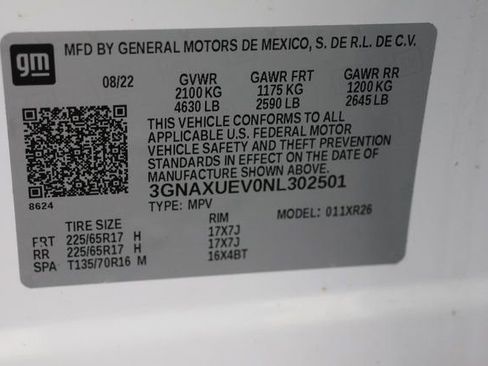 gm
MFD BY GENERAL MOTORS DE MEXICO, S. DE R.L. DE C.V.
08/22 GVWR GAWR FRT GAWR RR
2100 KG 1175 KG 1200 KG
4630 LB 2590 LB 2645 LB
THIS VEHICLE CONFORMS TO ALL
APPLICABLE U.S. FEDERAL MOTOR
VEHICLE SAFETY AND THEFT PREVENTION
STANDARDS IN EFFECT ON THE DATE OF
MANUFACTURE SHOWN ABOVE.
3GNAXUEV0NL302501
8624
TYPE: MPV MODEL: 011XR26
TIRE SIZE RIM
FRT 225/65R17 H 17X7J
RR 225/65R17 H 17X7J
SPA T135/70R16 M 16X4BT